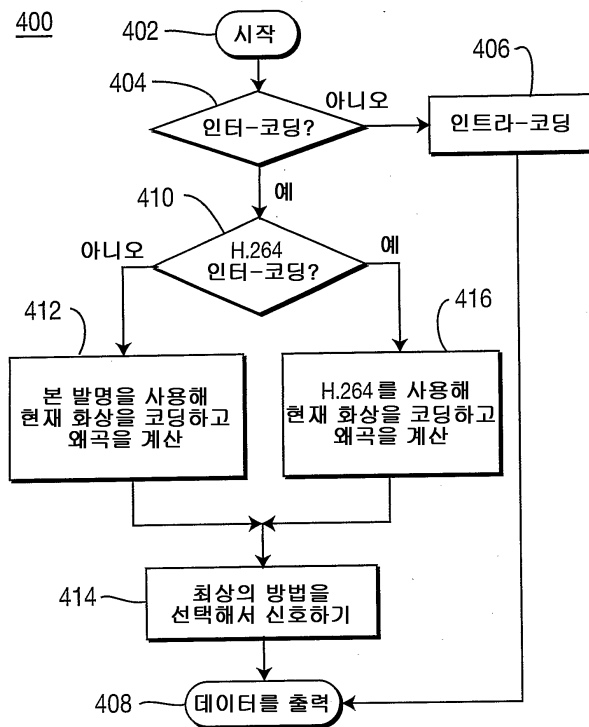 400
402
시작
404
인터-코딩?
아니오
406
인트라-코딩
예
410
H.264
인터-코딩?
아니오
예
412
본 발명을 사용해
현재 화상을 코딩하고
왜곡을 계산
416
H.264를 사용해
현재 화상을 코딩하고
왜곡을 계산
414
최상의 방법을
선택해서 신호하기
408
데이터를 출력